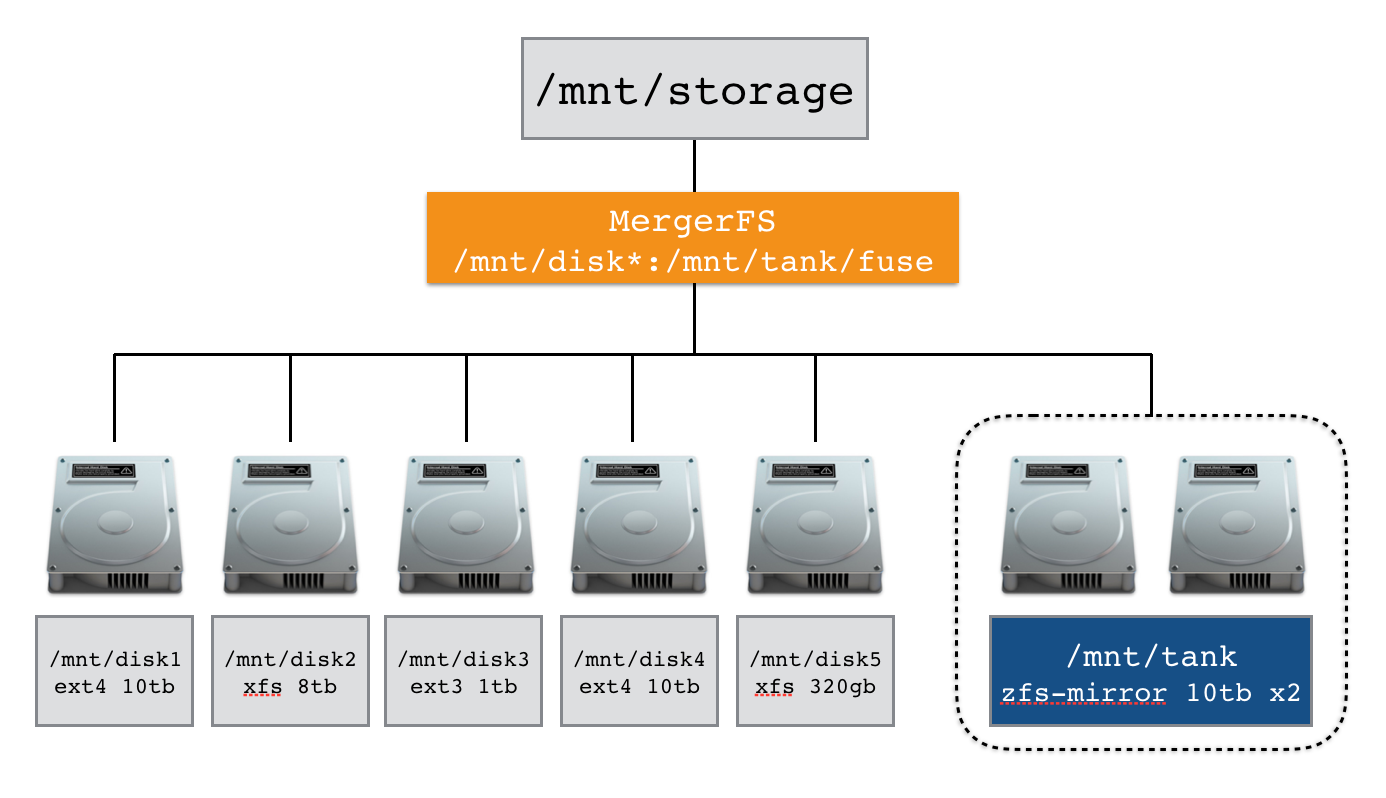 /mnt/storage
MergerFS
/mnt/disk*:/mnt/tank/fuse
/mnt/disk1
ext4 10tb
/mnt/disk2
xfs 8tb
/mnt/disk3
ext3 1tb
/mnt/disk4
ext4 10tb
/mnt/disk5
xfs 320gb
/mnt/tank
zfs-mirror 10tb x2